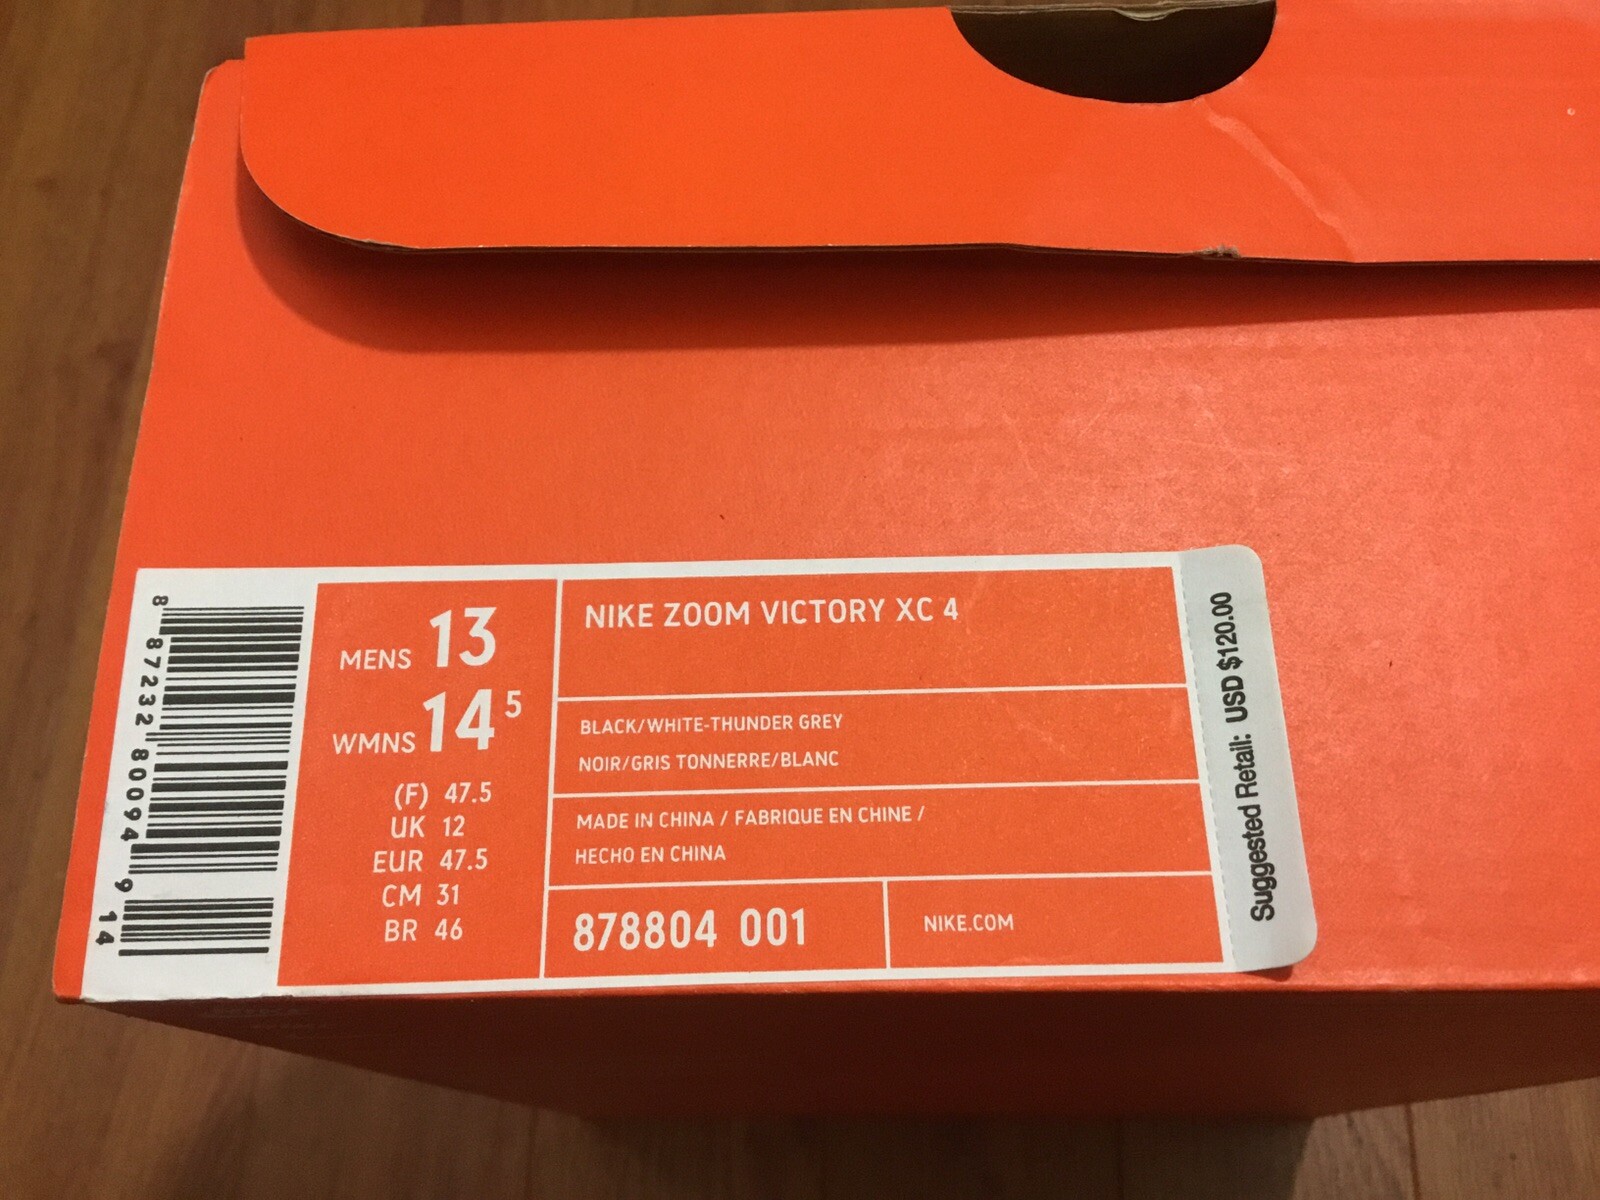 8 87232 80094 9 14
MENS 13
WMNS 14 5
(F) 47.5
UK 12
EUR 47.5
CM 31
BR 46
NIKE ZOOM VICTORY XC 4
BLACK/WHITE-THUNDER GREY
NOIR/GRIS TONNERRE/BLANC
MADE IN CHINA / FABRIQUE EN CHINE /
HECHO EN CHINA
878804 001
NIKE.COM
Suggested Retail: USD $120.00